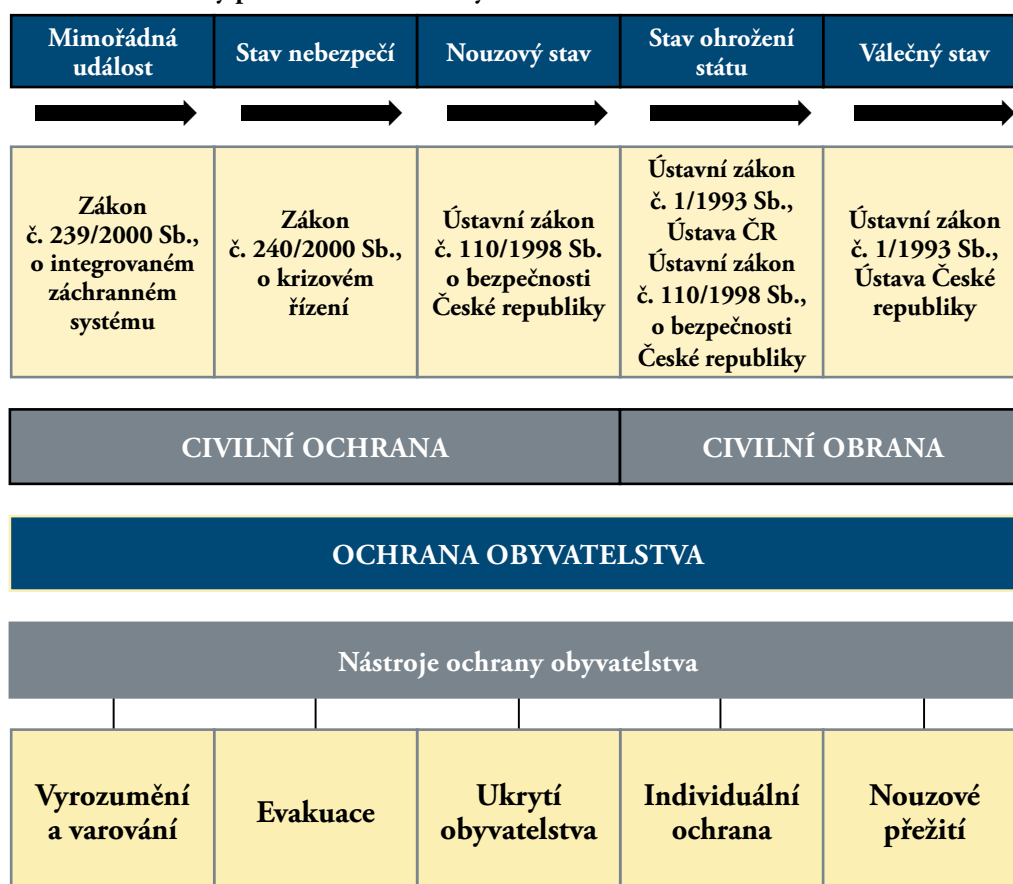 Mimořádná
událost
Stav nebezpečí
Nouzový stav
Stav ohrožení
státu
Válečný stav
Zákon
č. 239/2000 Sb.,
o integrovaném
záchranném
systému
Zákon
č. 240/2000 Sb.,
o krizovém
řízení
Ústavní zákon
č. 110/1998 Sb.
o bezpečnosti
České republiky
Ústavní zákon
č. 1/1993 Sb.,
Ústava ČR
Ústavní zákon
č. 110/1998 Sb.,
o bezpečnosti
České republiky
Ústavní zákon
č. 1/1993 Sb.,
Ústava České
republiky
CIVILNÍ OCHRANA
CIVILNÍ OBRANA
OCHRANA OBYVATELSTVA
Nástroje ochrany obyvatelstva
Vyrozumění
a varování
Evakuace
Ukrytí
obyvatelstva
Individuální
ochrana
Nouzové
přežití